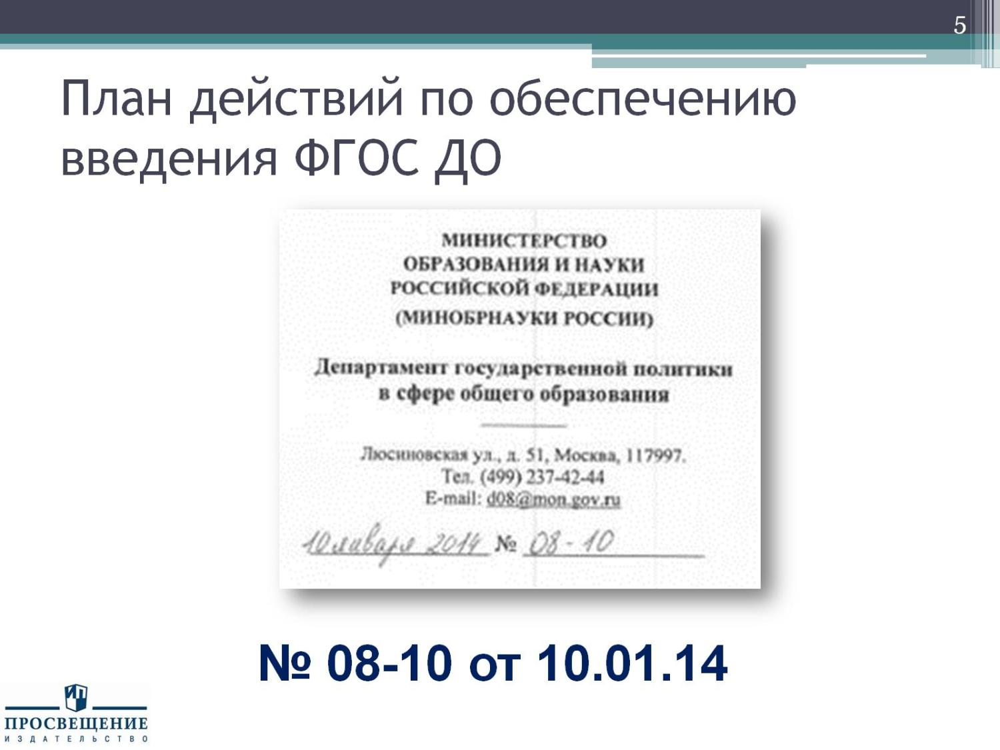 5
План действий по обеспечению
введения ФГОС ДО
МИНИСТЕРСТВО
ОБРАЗОВАНИЯ И НАУКИ
РОССИЙСКОЙ ФЕДЕРАЦИИ
(МИНОБРНАУКИ РОССИИ)
Департамент государственной политики
в сфере общего образования
Люсиновская ул., д. 51, Москва, 117997.
Тел. (499) 237-42-44
E-mail: d08@mon.gov.ru
10 января 2014 № 08-10
№ 08-10 от 10.01.14
ИП
ПРОСВЕЩЕНИЕ
ИЗДАТЕЛЬСТВО